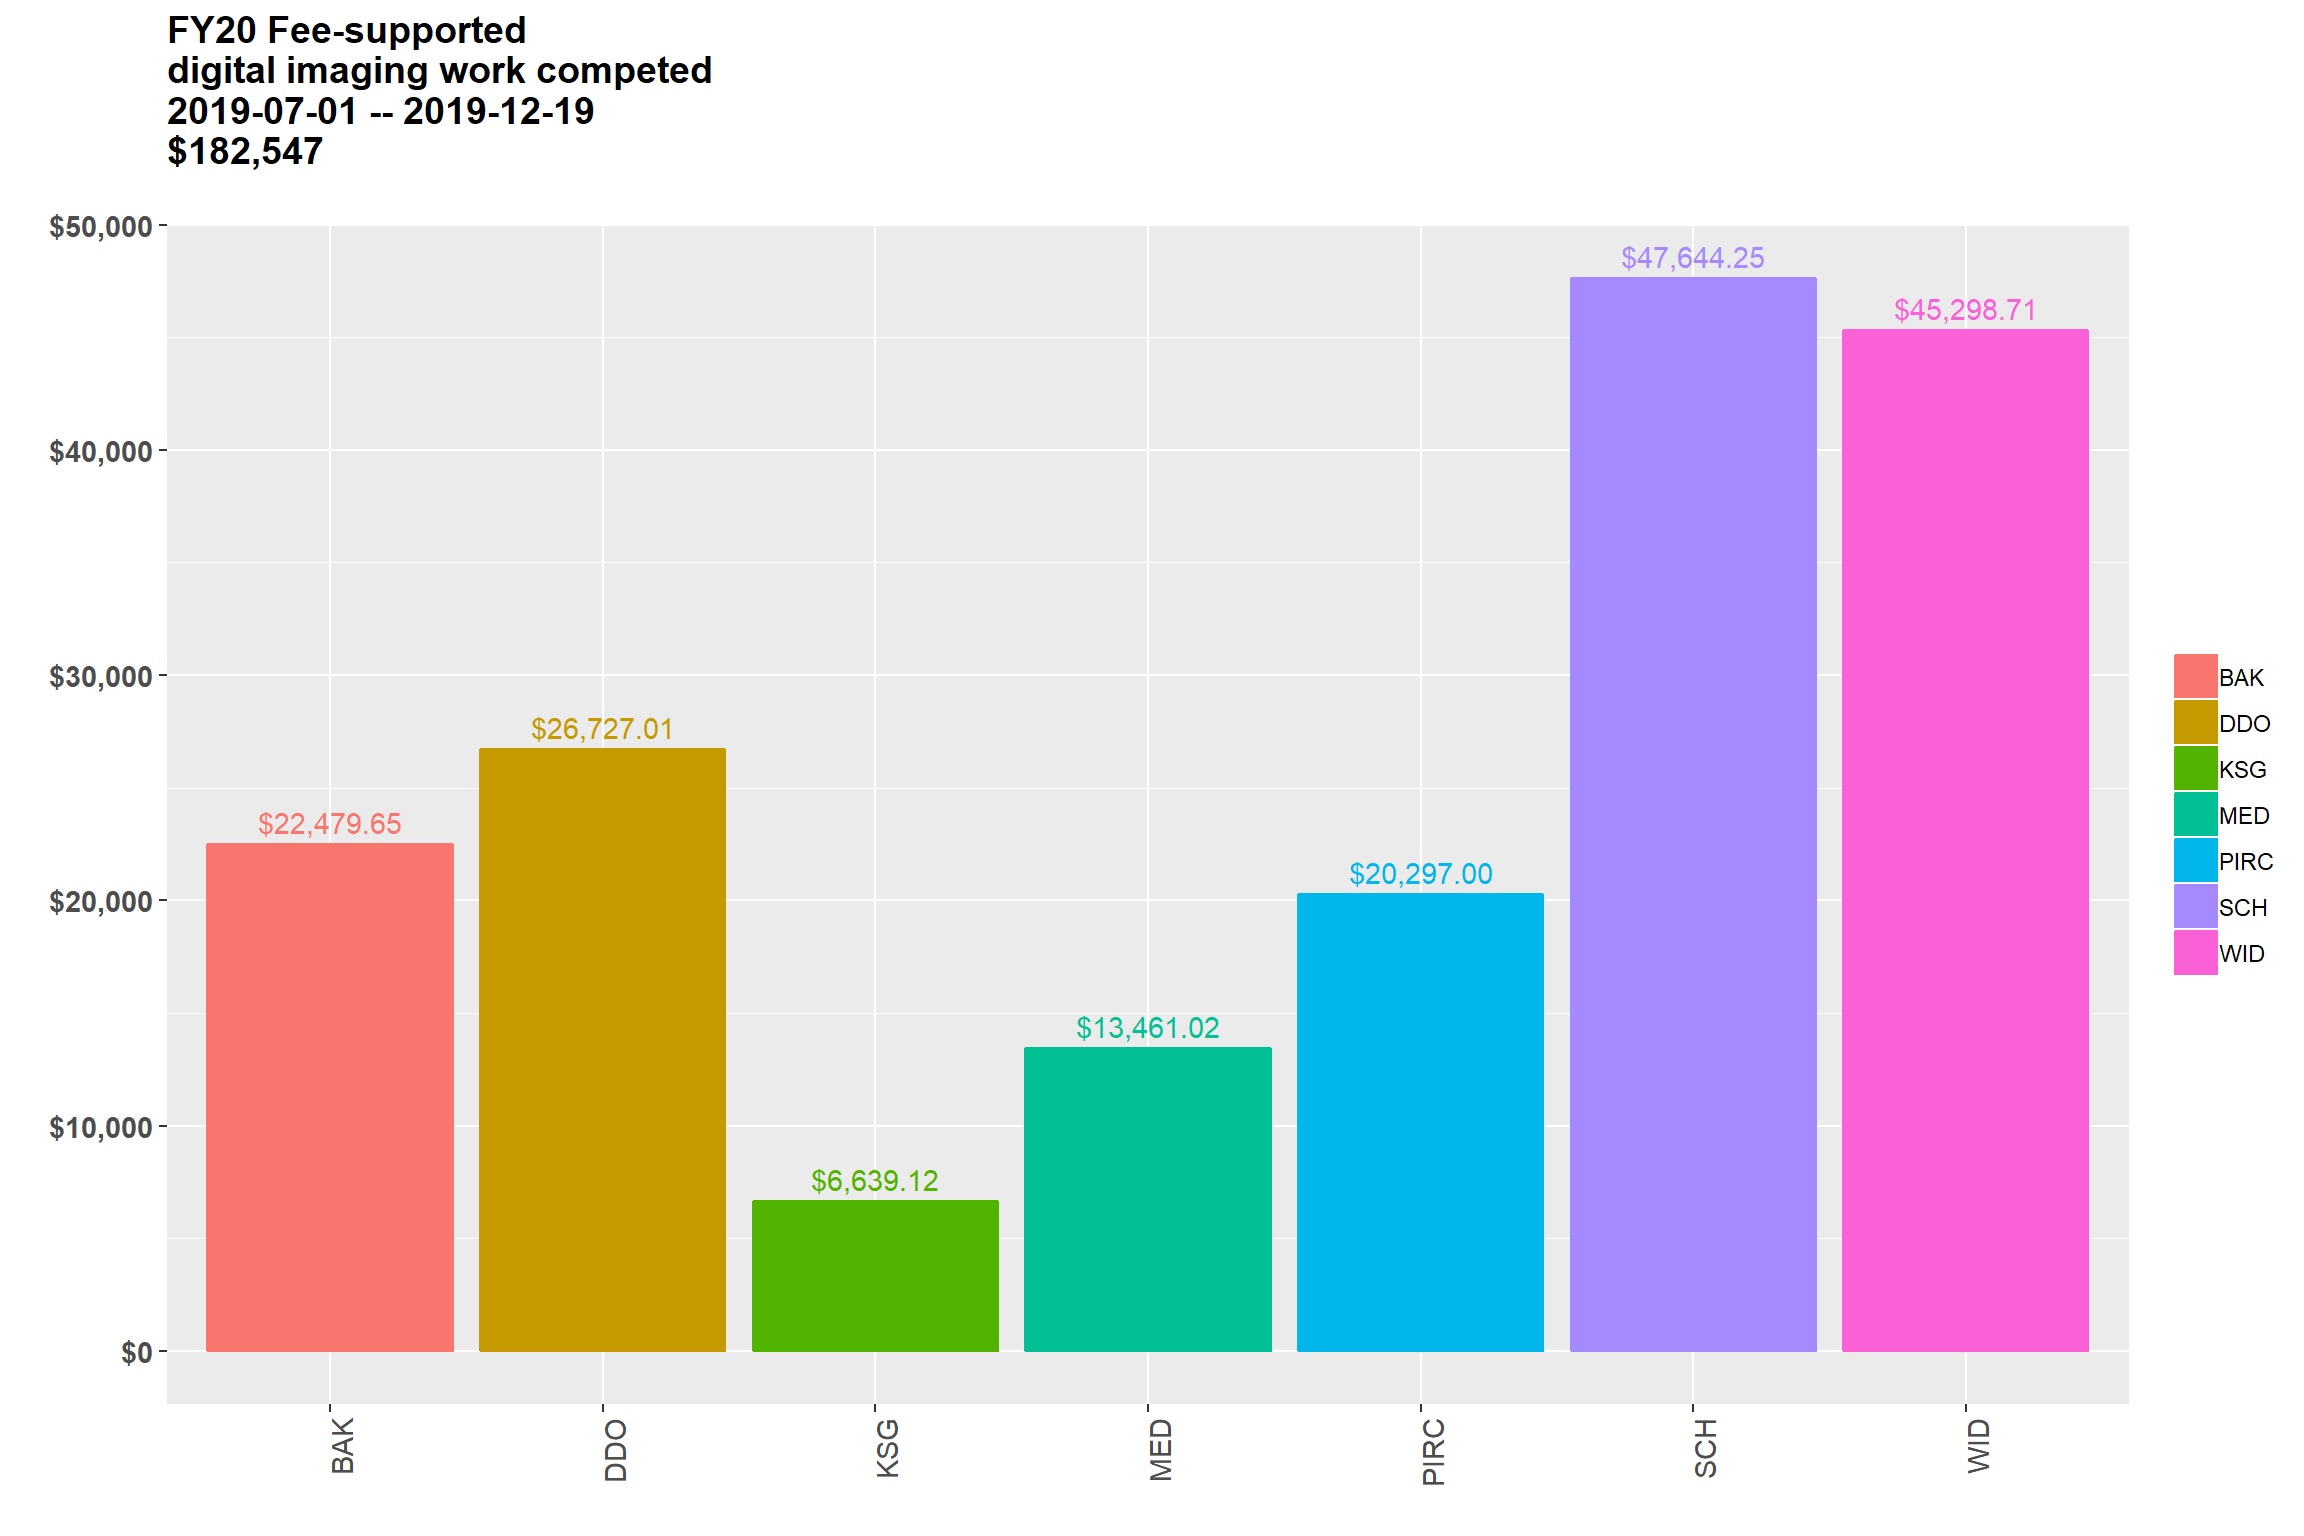 FY20 Fee-supported
digital imaging work competed
2019-07-01 -- 2019-12-19
$182,547
$50,000
$40,000
$30,000
$20,000
$10,000
$0
$22,479.65
$26,727.01
$6,639.12
$13,461.02
$20,297.00
$47,644.25
$45,298.71
BAK
DDO
KSG
MED
PIRC
SCH
WID
BAK
DDO
KSG
MED
PIRC
SCH
WID